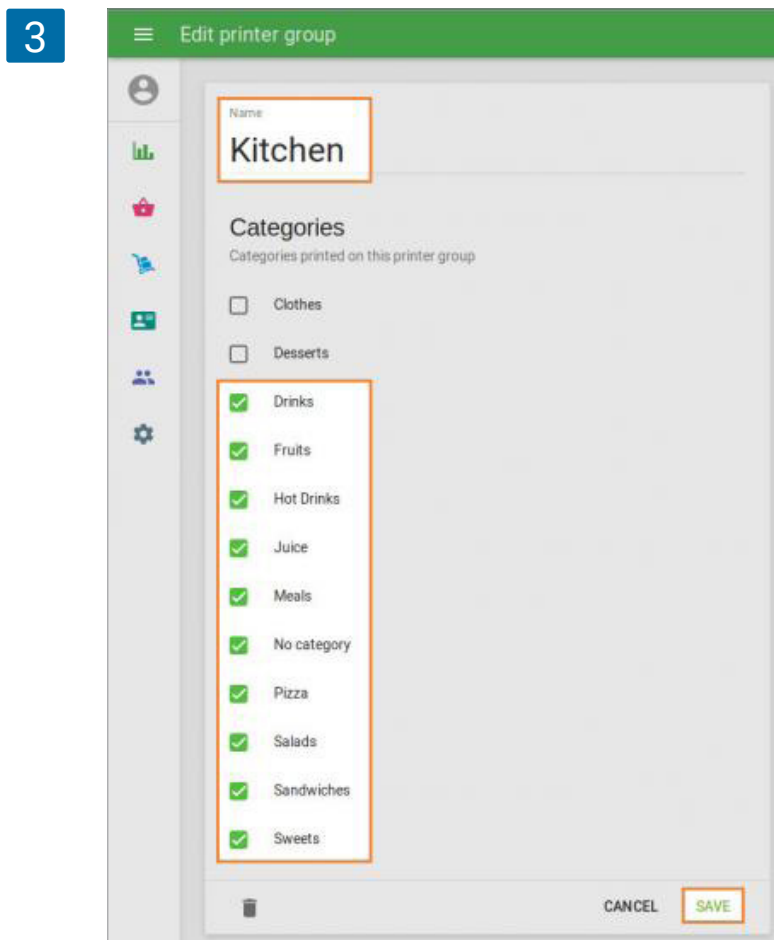 3
Edit printer group
Name
Kitchen
Categories
Categories printed on this printer group
Clothes
Desserts
Drinks
Fruits
Hot Drinks
Juice
Meals
No category
Pizza
Salads
Sandwiches
Sweets
CANCEL SAVE